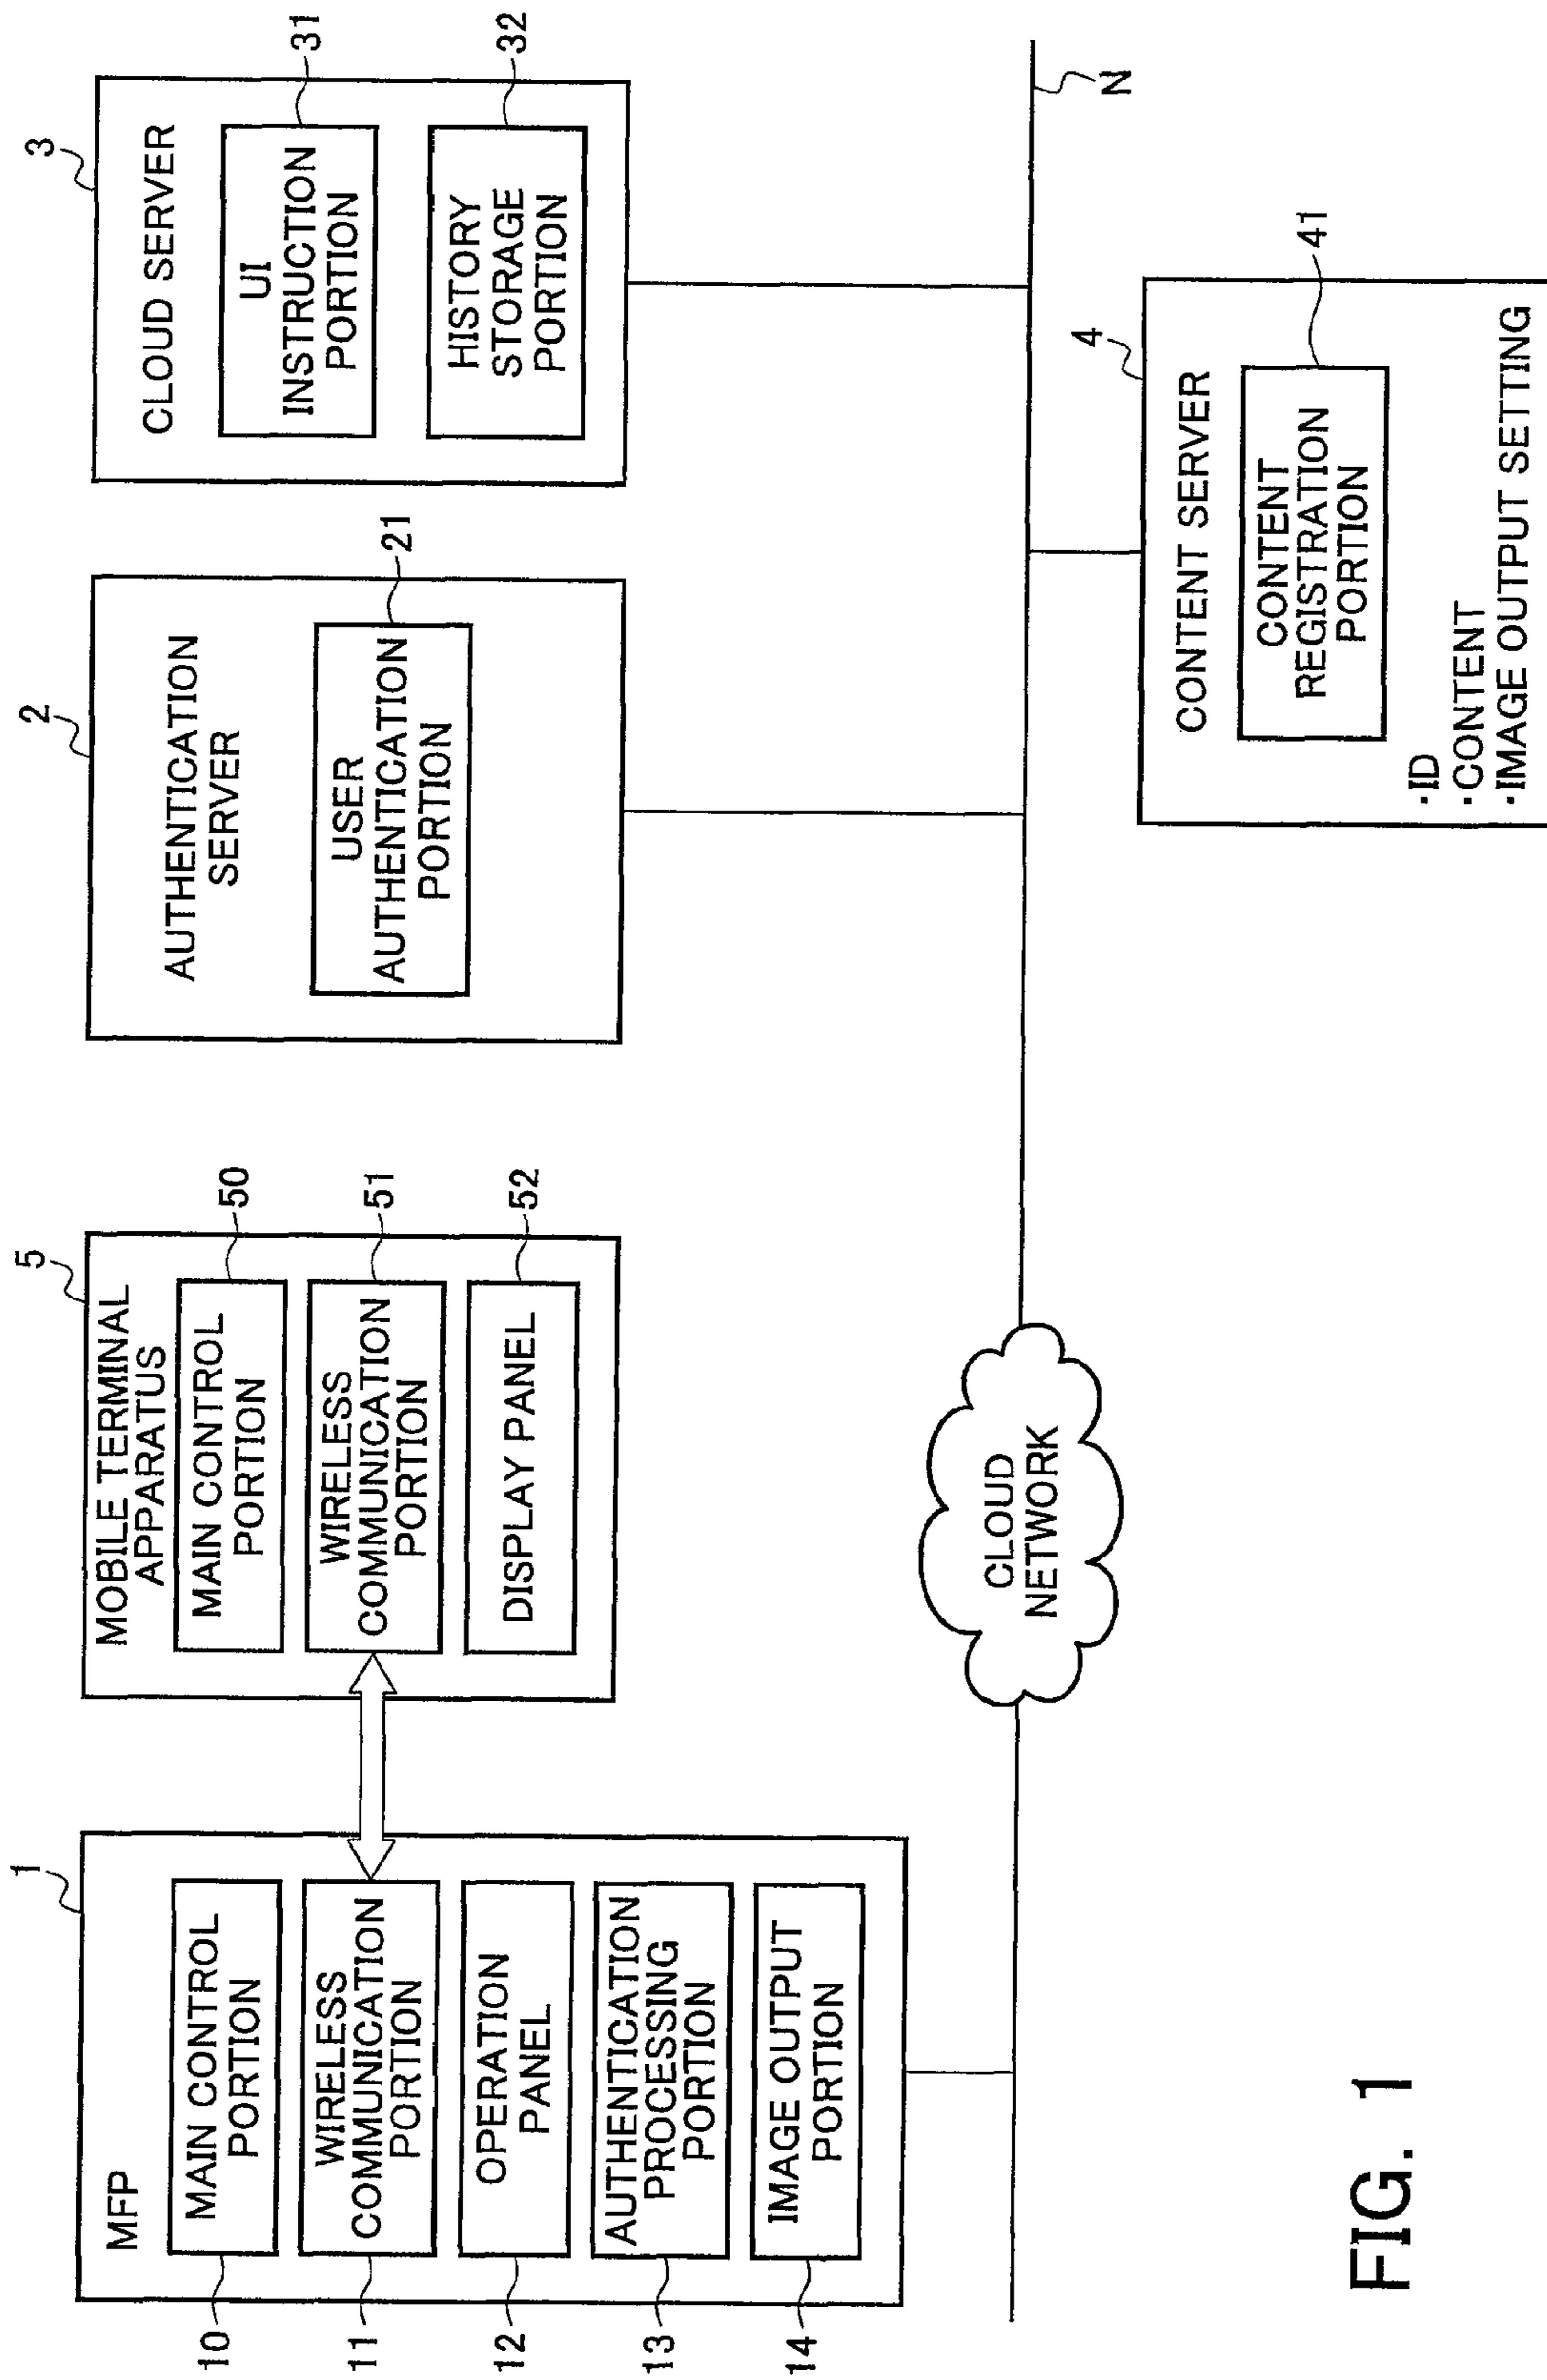 1
MFP
10
MAIN CONTROL
PORTION
11
WIRELESS
COMMUNICATION
PORTION
12
OPERATION
PANEL
13
AUTHENTICATION
PROCESSING
PORTION
14
IMAGE OUTPUT
PORTION
5
MOBILE TERMINAL
APPARATUS
MAIN CONTROL
PORTION
50
WIRELESS
COMMUNICATION
PORTION
51
DISPLAY PANEL
52
2
AUTHENTICATION
SERVER
USER
AUTHENTICATION
PORTION
21
3
CLOUD SERVER
UI
INSTRUCTION
PORTION
31
HISTORY
STORAGE
PORTION
32
CLOUD
NETWORK
N
4
CONTENT SERVER
CONTENT
REGISTRATION
PORTION
41
·ID
·CONTENT
·IMAGE OUTPUT SETTING
FIG. 1